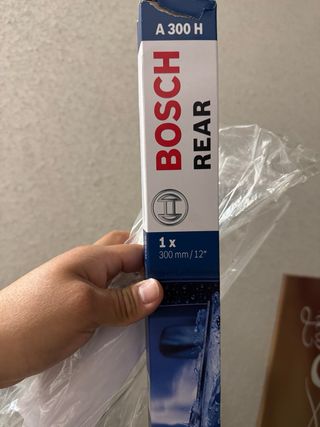 A 300 H
BOSCH
REAR
1 x
300 mm / 12"